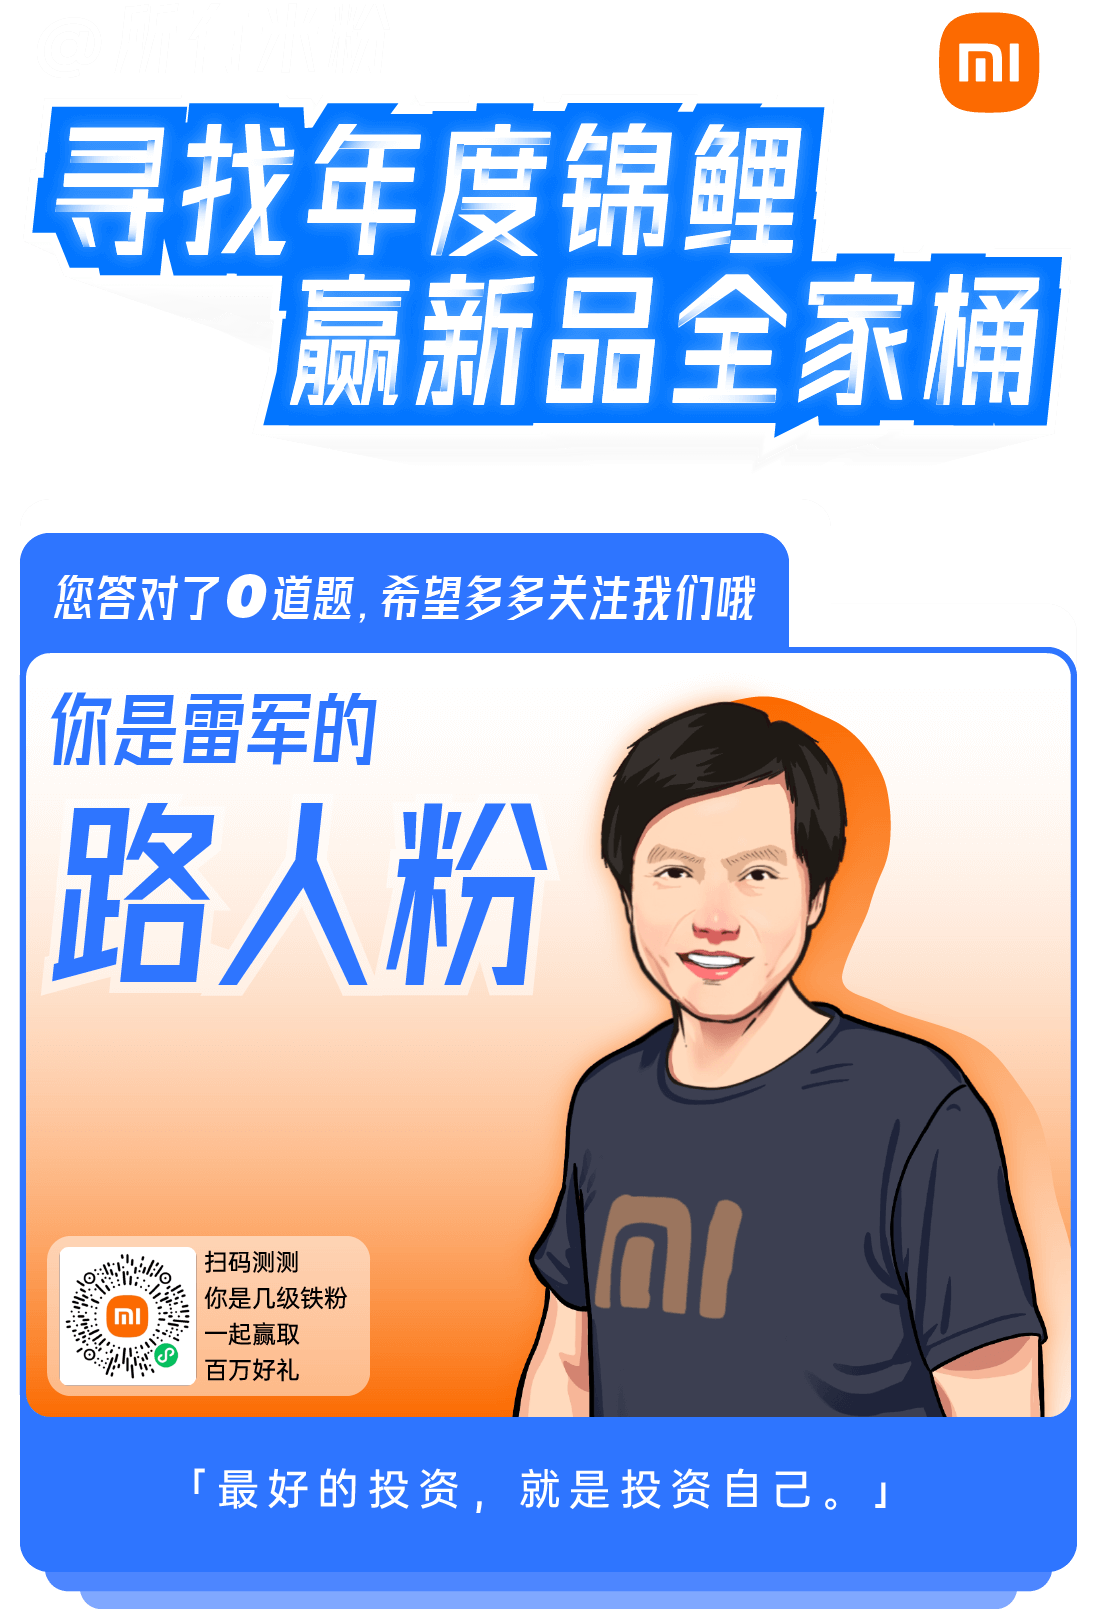 mi
寻找年度锦鲤
赢新品全家桶
您答对了0道题,希望多多关注我们哦
你是雷军的
路人粉
mi
扫码测测
你是几级铁粉
一起赢取
百万好礼
mi
「最好的投资，就是投资自己。」